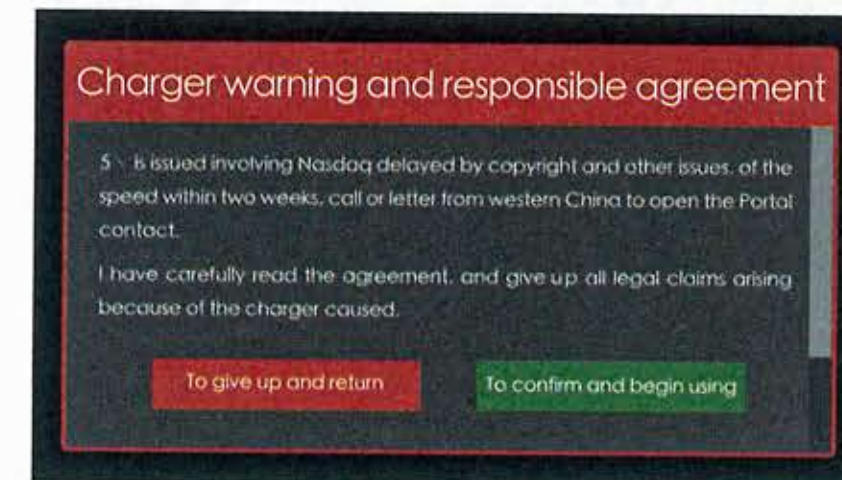 Charger warning and responsible agreement
5、is issued involving Nasdaq delayed by copyright and other issues, of the
speed within two weeks, call or letter from western China to open the Portal
contact.
I have carefully read the agreement, and give up all legal claims arising
because of the charger caused.
To give up and return
To confirm and begin using